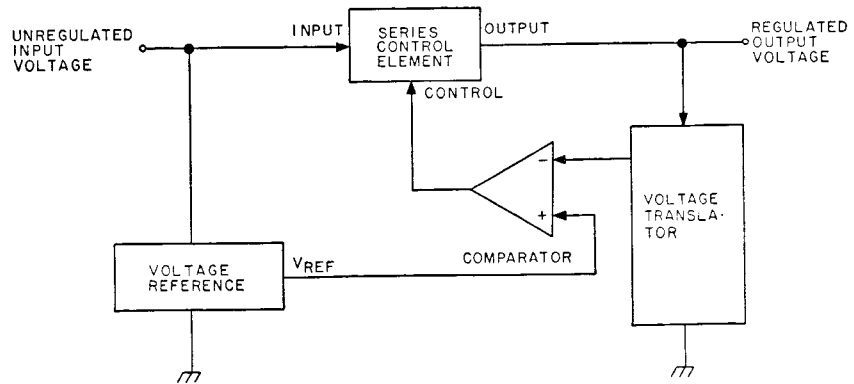 UNREGULATED
INPUT
VOLTAGE
INPUT
SERIES
CONTROL
ELEMENT
OUTPUT
REGULATED
OUTPUT
VOLTAGE
CONTROL
−
+
VOLTAGE
TRANSLA-
TOR
COMPARATOR
VOLTAGE
REFERENCE
VREF